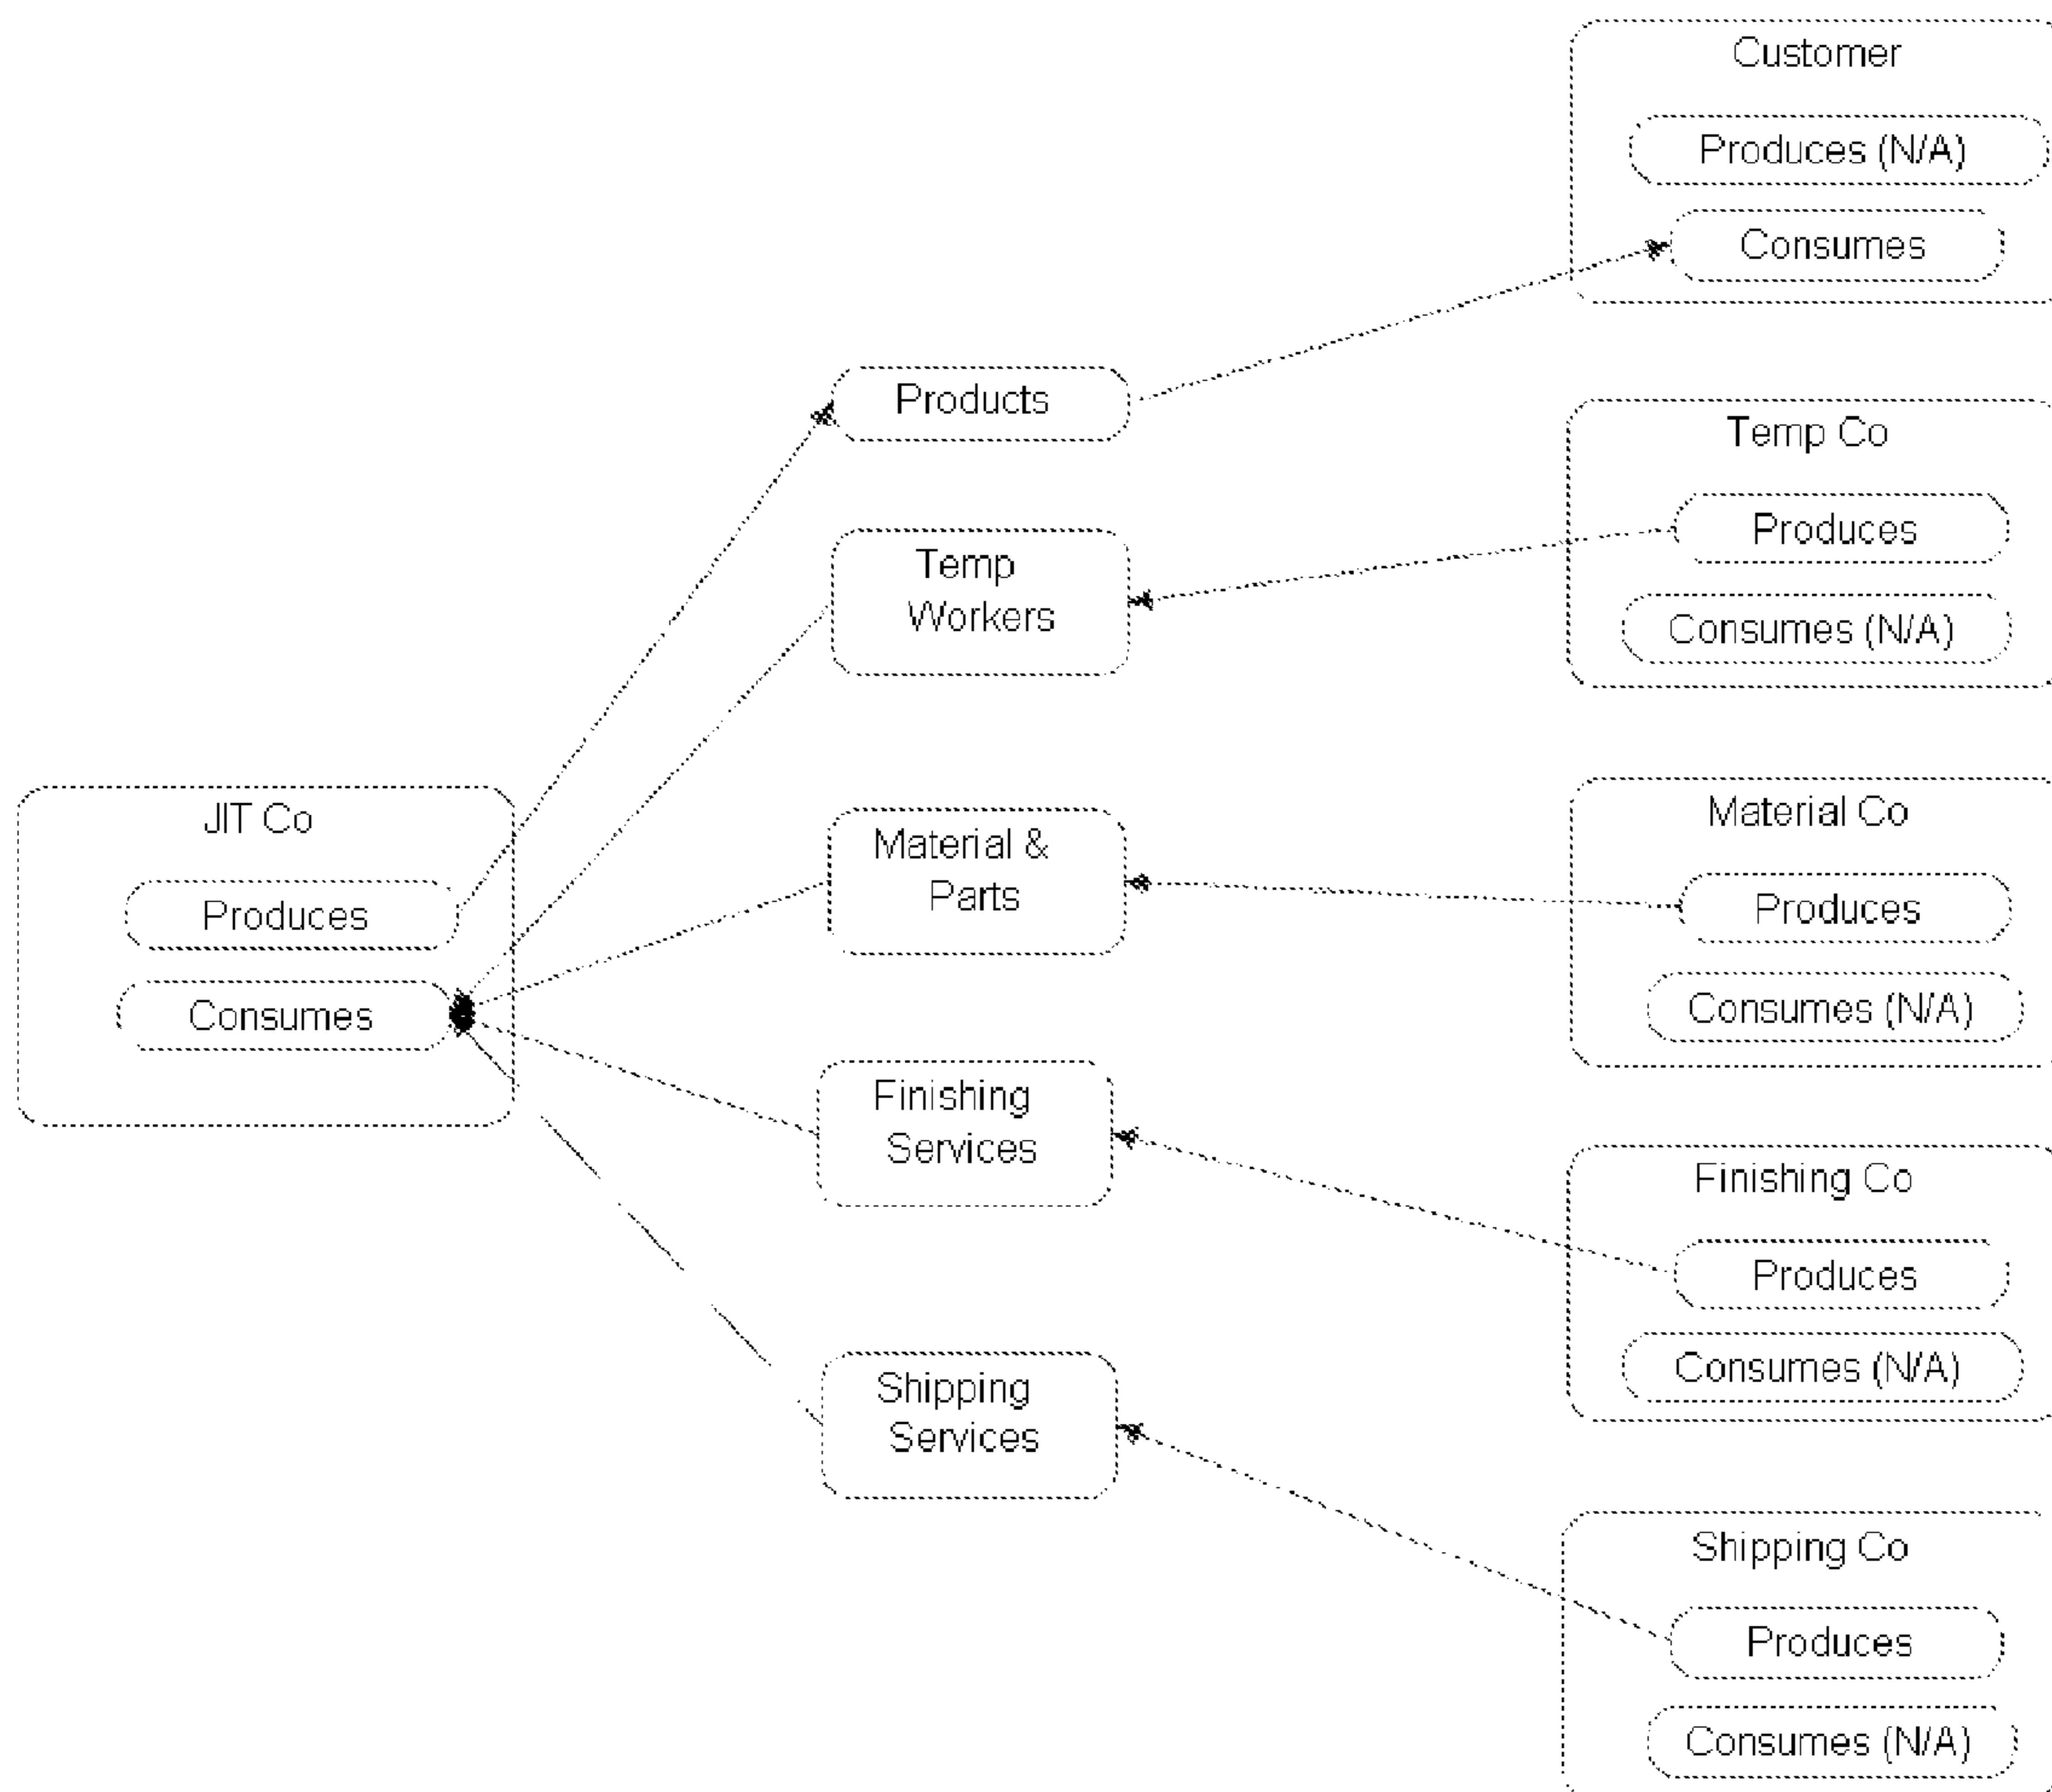 Customer
Produces (N/A)
Consumes
Products
Temp Co
Produces
Consumes (N/A)
Temp
Workers
JIT Co
Produces
Consumes
Material &
Parts
Material Co
Produces
Consumes (N/A)
Finishing
Services
Finishing Co
Produces
Consumes (N/A)
Shipping
Services
Shipping Co
Produces
Consumes (N/A)